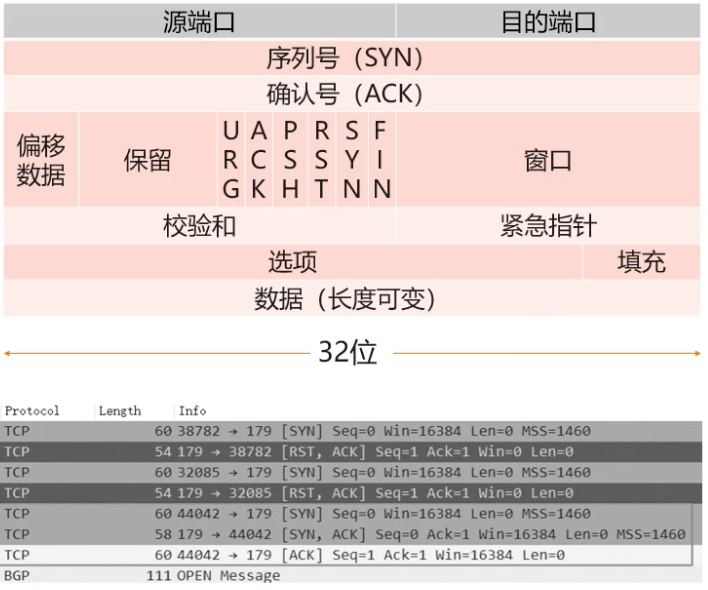 源端口 目的端口
序列号（SYN）
确认号（ACK）
偏移数据 保留 URG ACK PSH RST SYN FIN 窗口
校验和 紧急指针
选项 填充
数据（长度可变）
32位
Protocol Length Info
TCP 60 38782 → 179 [SYN] Seq=0 Win=16384 Len=0 MSS=1460
TCP 54 179 → 38782 [RST, ACK] Seq=1 Ack=1 Win=0 Len=0
TCP 60 32085 → 179 [SYN] Seq=0 Win=16384 Len=0 MSS=1460
TCP 54 179 → 32085 [RST, ACK] Seq=1 Ack=1 Win=0 Len=0
TCP 60 44042 → 179 [SYN] Seq=0 Win=16384 Len=0 MSS=1460
TCP 58 179 → 44042 [SYN, ACK] Seq=0 Ack=1 Win=16384 Len=0 MSS=1460
TCP 60 44042 → 179 [ACK] Seq=1 Ack=1 Win=16384 Len=0
BGP 111 OPEN Message